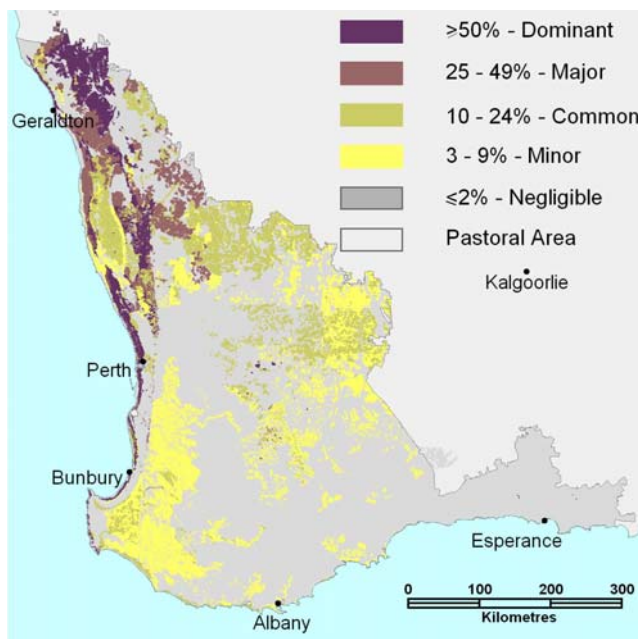 ⩾50% - Dominant
25 - 49% - Major
10 - 24% - Common
3 - 9% - Minor
⩽2% - Negligible
Pastoral Area
Geraldton
Kalgoorlie
Perth
Bunbury
Esperance
Albany
0 100 200 300
Kilometres